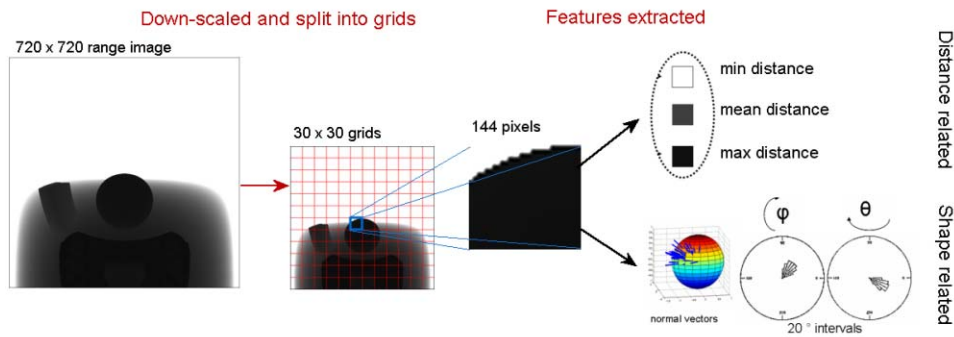 Down-scaled and split into grids
Features extracted
720 x 720 range image
30 x 30 grids
144 pixels
min distance
mean distance
max distance
Distance related
φ
θ
normal vectors
20 ° intervals
Shape related